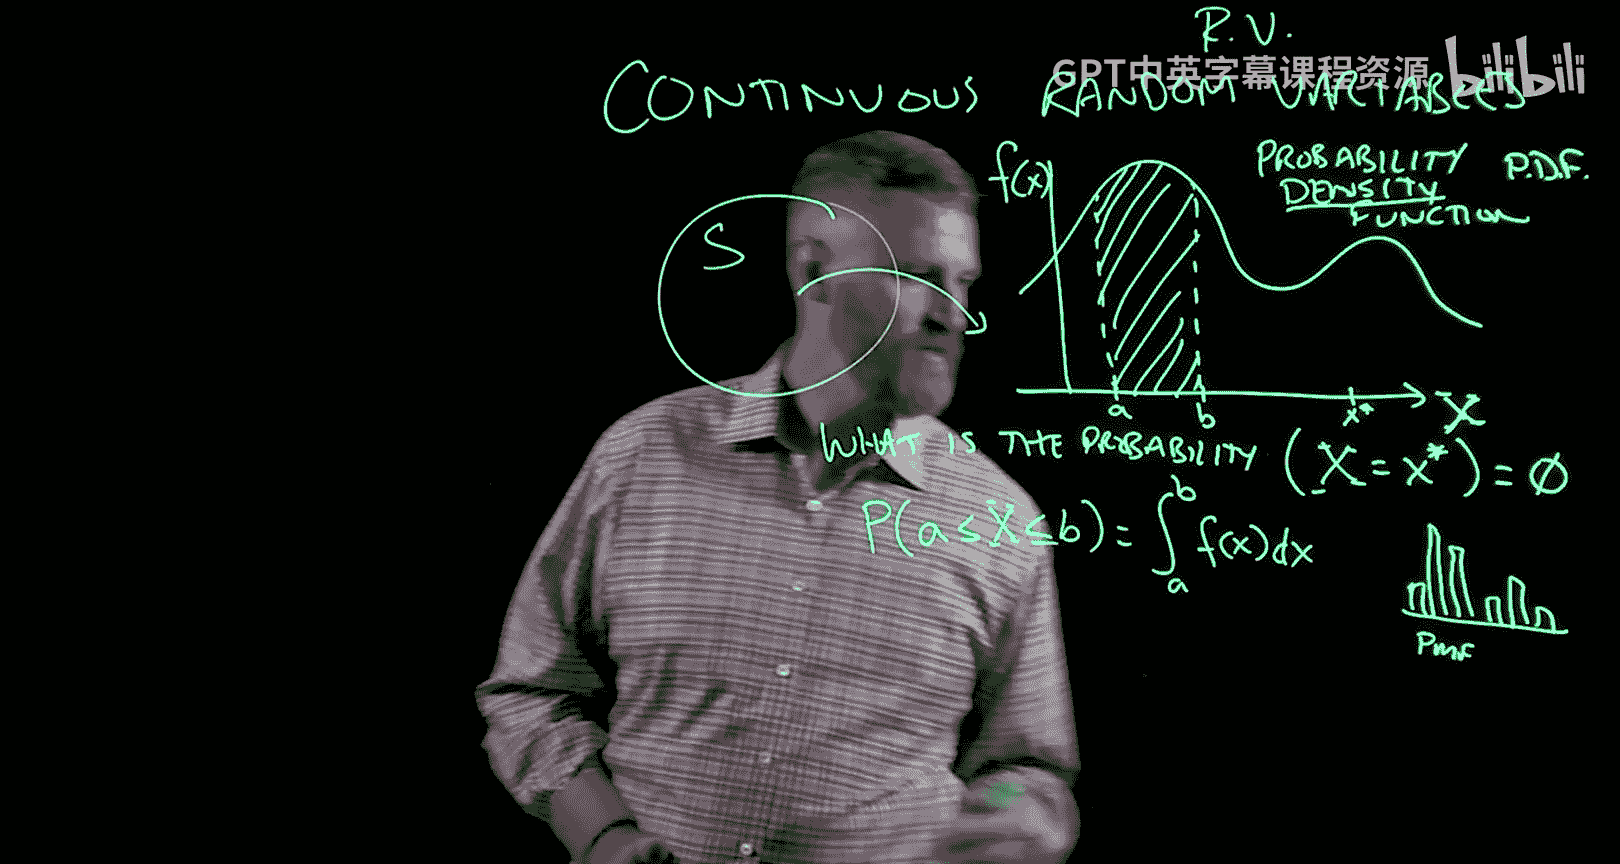 R.V.
GPT中英字幕课程资源 bilibili
CONTINUOUS RANDOM VARIABLES
f(x)
PROBABILITY P.D.F.
DENSITY
FUNCTION
S
a b x* X
WHAT IS THE PROBABILITY (X = x*) = ∅
P(a ≤ X ≤ b) = ∫ₐᵇ f(x)dx
PMF